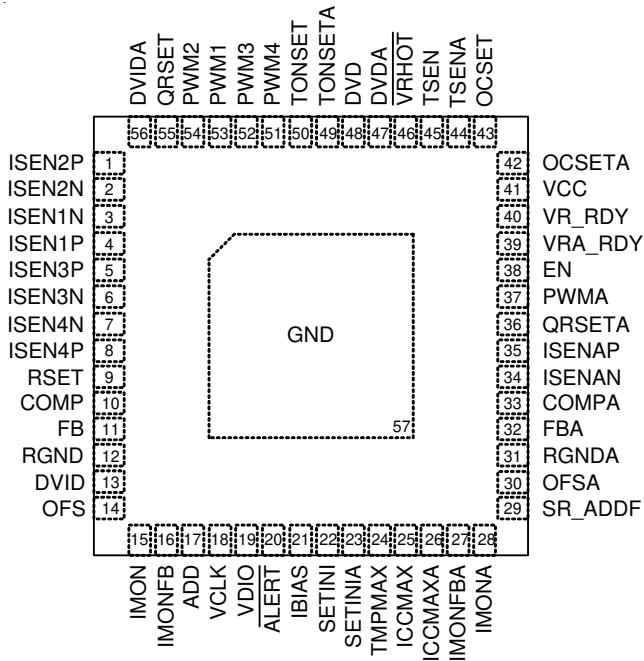 DVIDA
QRSET
PWM2
PWM1
PWM3
PWM4
TONSET
TONSETA
DVD
DVDA
VRHOT
TSEN
TSENA
OCSET
56 55 54 53 52 51 50 49 48 47 46 45 44 43
ISEN2P 1
ISEN2N 2
ISEN1N 3
ISEN1P 4
ISEN3P 5
ISEN3N 6
ISEN4N 7
ISEN4P 8
RSET 9
COMP 10
FB 11
RGND 12
DVID 13
OFS 14
GND
57
42 OCSETA
41 VCC
40 VR_RDY
39 VRA_RDY
38 EN
37 PWMA
36 QRSETA
35 ISENAP
34 ISENAN
33 COMPA
32 FBA
31 RGNDA
30 OFSA
29 SR_ADDF
15 16 17 18 19 20 21 22 23 24 25 26 27 28
IMON
IMONFB
ADD
VCLK
VDIO
ALERT
IBIAS
SETINI
SETINIA
TMPMAX
ICCMAX
ICCMAXA
IMONFBA
IMONA